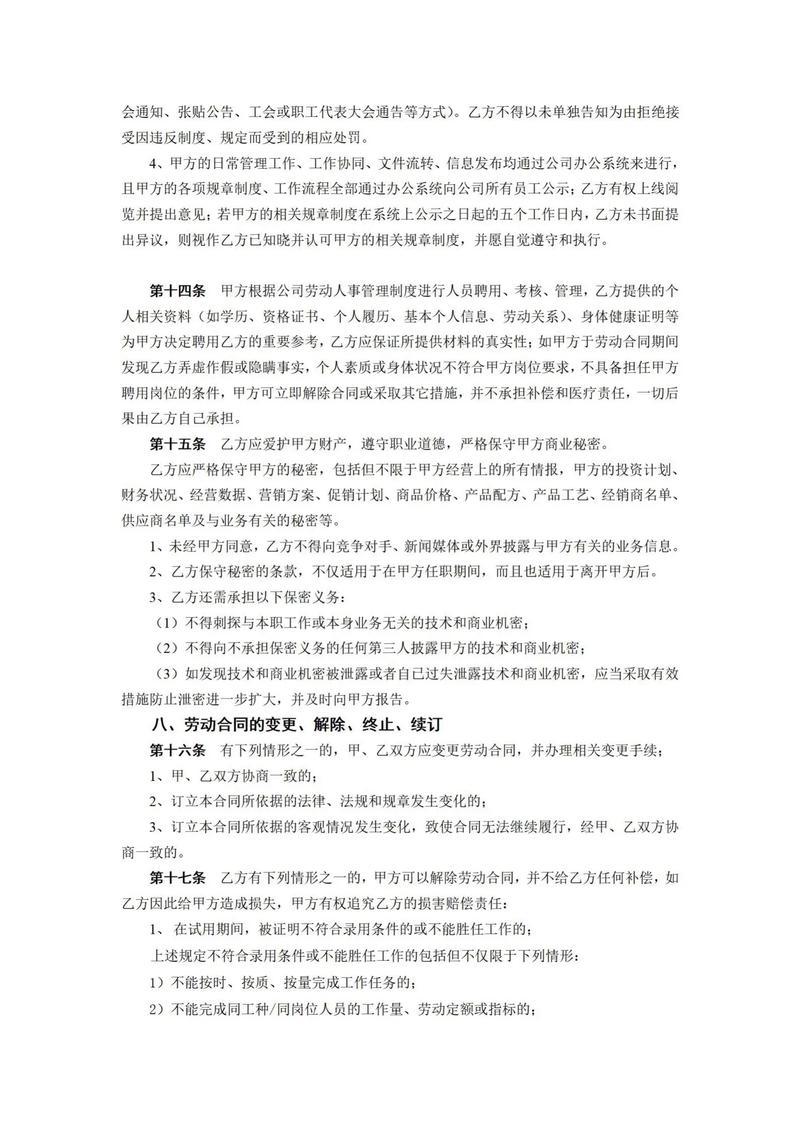 会通知、张贴公告、工会或职工代表大会通告等方式）。乙方不得以未单独告知为由拒绝接
受因违反制度、规定而受到的相应处罚。
4、甲方的日常管理工作、工作协同、文件流转、信息发布均通过公司办公系统来进行，
且甲方的各项规章制度、工作流程全部通过办公系统向公司所有员工公示；乙方有权上线阅
览并提出意见；若甲方的相关规章制度在系统上公示之日起的五个工作日内，乙方未书面提
出异议，则视作乙方已知晓并认可甲方的相关规章制度，并愿自觉遵守和执行。
第十四条　甲方根据公司劳动人事管理制度进行人员聘用、考核、管理，乙方提供的个
人相关资料（如学历、资格证书、个人履历、基本个人信息、劳动关系）、身体健康证明等
为甲方决定聘用乙方的重要参考，乙方应保证所提供材料的真实性；如甲方于劳动合同期间
发现乙方弄虚作假或隐瞒事实，个人素质或身体状况不符合甲方岗位要求，不具备担任甲方
聘用岗位的条件，甲方可立即解除合同或采取其它措施，并不承担补偿和医疗责任，一切后
果由乙方自己承担。
第十五条　乙方应爱护甲方财产，遵守职业道德，严格保守甲方商业秘密。
乙方应严格保守甲方的秘密，包括但不限于甲方经营上的所有情报，甲方的投资计划、
财务状况、经营数据、营销方案、促销计划、商品价格、产品配方、产品工艺、经销商名单、
供应商名单及与业务有关的秘密等。
1、未经甲方同意，乙方不得向竞争对手、新闻媒体或外界披露与甲方有关的业务信息。
2、乙方保守秘密的条款，不仅适用于在甲方任职期间，而且也适用于离开甲方后。
3、乙方还需承担以下保密义务：
（1）不得刺探与本职工作或本身业务无关的技术和商业机密；
（2）不得向不承担保密义务的任何第三人披露甲方的技术和商业机密；
（3）如发现技术和商业机密被泄露或者自己过失泄露技术和商业机密，应当采取有效
措施防止泄密进一步扩大，并及时向甲方报告。
八、劳动合同的变更、解除、终止、续订
第十六条　有下列情形之一的，甲、乙双方应变更劳动合同，并办理相关变更手续；
1、甲、乙双方协商一致的；
2、订立本合同所依据的法律、法规和规章发生变化的；
3、订立本合同所依据的客观情况发生变化，致使合同无法继续履行，经甲、乙双方协
商一致的。
第十七条　乙方有下列情形之一的，甲方可以解除劳动合同，并不给乙方任何补偿，如
乙方因此给甲方造成损失，甲方有权追究乙方的损害赔偿责任：
1、 在试用期间，被证明不符合录用条件的或不能胜任工作的；
上述规定不符合录用条件或不能胜任工作的包括但不仅限于下列情形：
1）不能按时、按质、按量完成工作任务的；
2）不能完成同工种/同岗位人员的工作量、劳动定额或指标的；